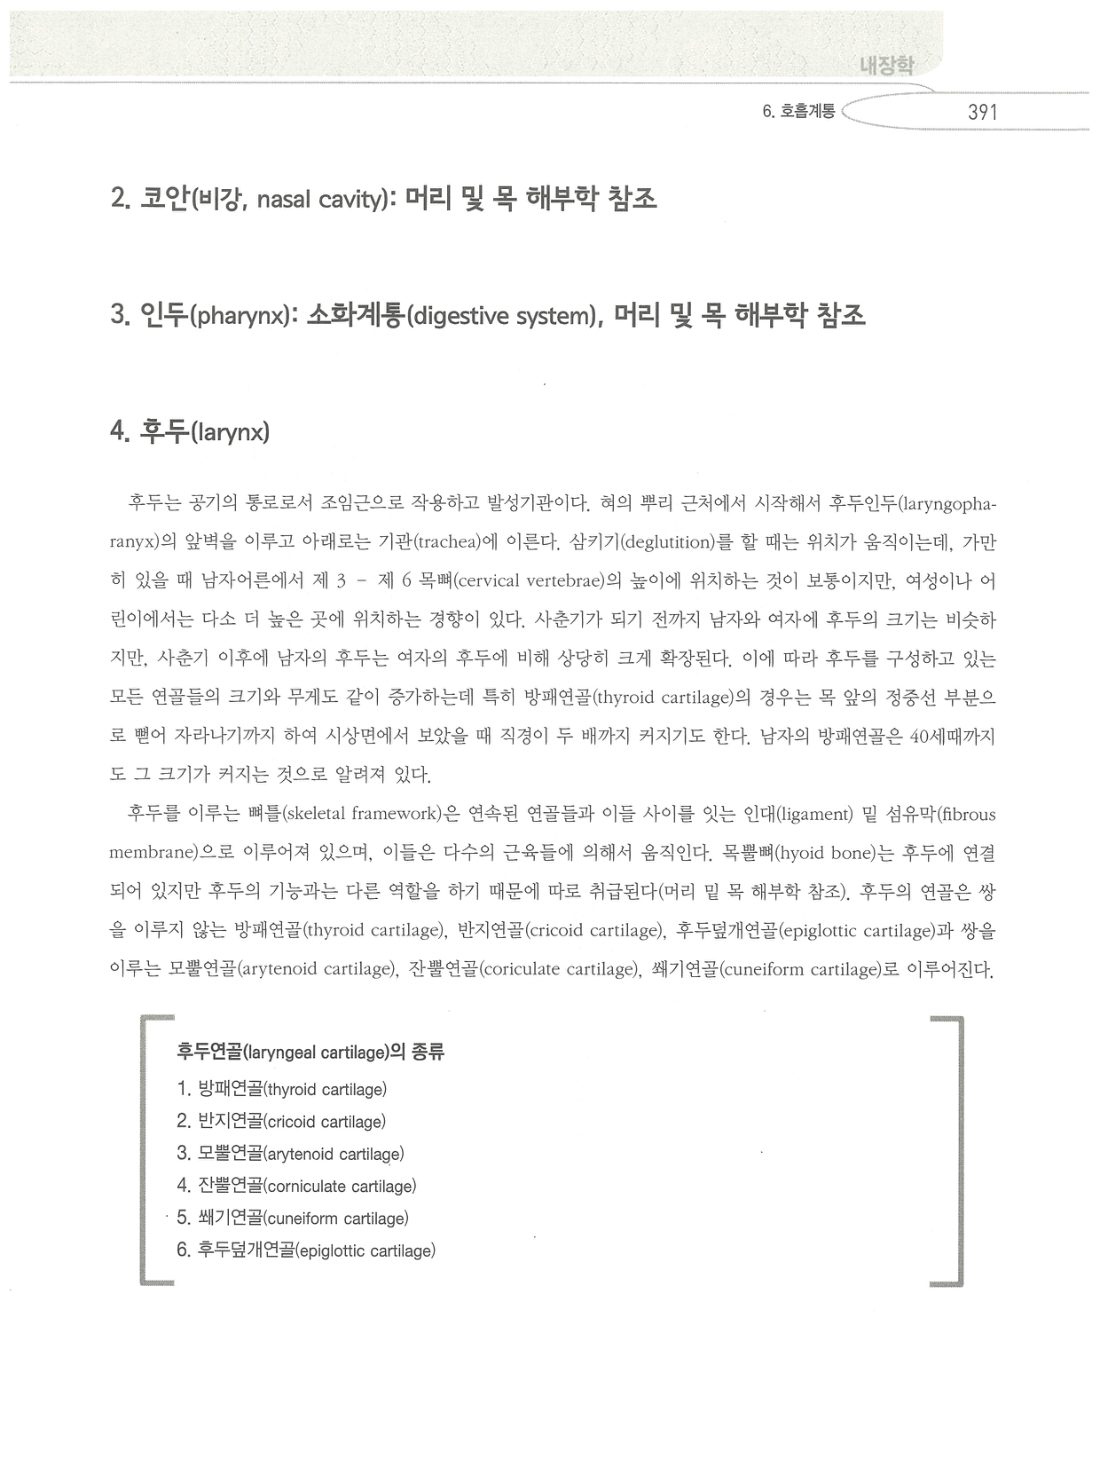 내장학
6. 호흡계통
391
2. 코안(비강, nasal cavity): 머리 및 목 해부학 참조
3. 인두(pharynx): 소화계통(digestive system), 머리 및 목 해부학 참조
4. 후두(larynx)
후두는 공기의 통로로서 조임근으로 작용하고 발성기관이다. 혀의 뿌리 근처에서 시작해서 후두인두(laryngopha-
ranyx)의 앞벽을 이루고 아래로는 기관(trachea)에 이른다. 삼키기(deglutition)를 할 때는 위치가 움직이는데, 가만
히 있을 때 남자어른에서 제 3 – 제 6 목뼈(cervical vertebrae)의 높이에 위치하는 것이 보통이지만, 여성이나 어
린이에서는 다소 더 높은 곳에 위치하는 경향이 있다. 사춘기가 되기 전까지 남자와 여자에 후두의 크기는 비슷하
지만, 사춘기 이후에 남자의 후두는 여자의 후두에 비해 상당히 크게 확장된다. 이에 따라 후두를 구성하고 있는
모든 연골들의 크기와 무게도 같이 증가하는데 특히 방패연골(thyroid cartilage)의 경우는 목 앞의 정중선 부분으
로 뻗어 자라나기까지 하여 시상면에서 보았을 때 직경이 두 배까지 커지기도 한다. 남자의 방패연골은 40세때까지
도 그 크기가 커지는 것으로 알려져 있다.
후두를 이루는 뼈틀(skeletal framework)은 연속된 연골들과 이들 사이를 잇는 인대(ligament) 밑 섬유막(fibrous
membrane)으로 이루어져 있으며, 이들은 다수의 근육들에 의해서 움직인다. 목뿔뼈(hyoid bone)는 후두에 연결
되어 있지만 후두의 기능과는 다른 역할을 하기 때문에 따로 취급된다(머리 밑 목 해부학 참조). 후두의 연골은 쌍
을 이루지 않는 방패연골(thyroid cartilage), 반지연골(cricoid cartilage), 후두덮개연골(epiglottic cartilage)과 쌍을
이루는 모뿔연골(arytenoid cartilage), 잔뿔연골(coriculate cartilage), 쐐기연골(cuneiform cartilage)로 이루어진다.
후두연골(laryngeal cartilage)의 종류
1. 방패연골(thyroid cartilage)
2. 반지연골(cricoid cartilage)
3. 모뿔연골(arytenoid cartilage)
4. 잔뿔연골(corniculate cartilage)
5. 쐐기연골(cuneiform cartilage)
6. 후두덮개연골(epiglottic cartilage)